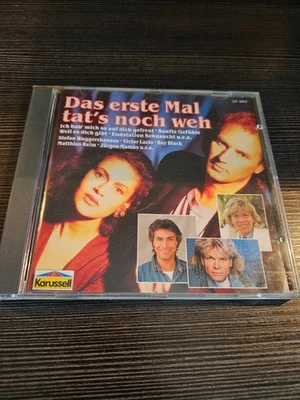 Das erste Mal
tat's noch weh
Ich hab' mich so auf dich gefreut · Sanfte Gefühle
Weil es dich gibt · Endstation Sehnsucht u.v.a.
Stefan Waggershausen · Victor Lazlo · Roy Black
Matthias Reim · Jürgen Marcus u.v.a.
Karussell